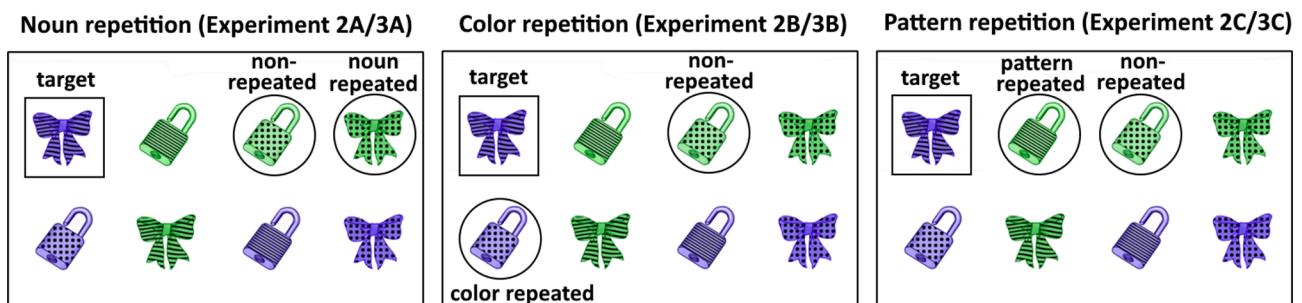 Noun repetition (Experiment 2A/3A)
target
non-
repeated
noun
repeated
Color repetition (Experiment 2B/3B)
target
non-
repeated
color repeated
Pattern repetition (Experiment 2C/3C)
target
pattern
repeated
non-
repeated